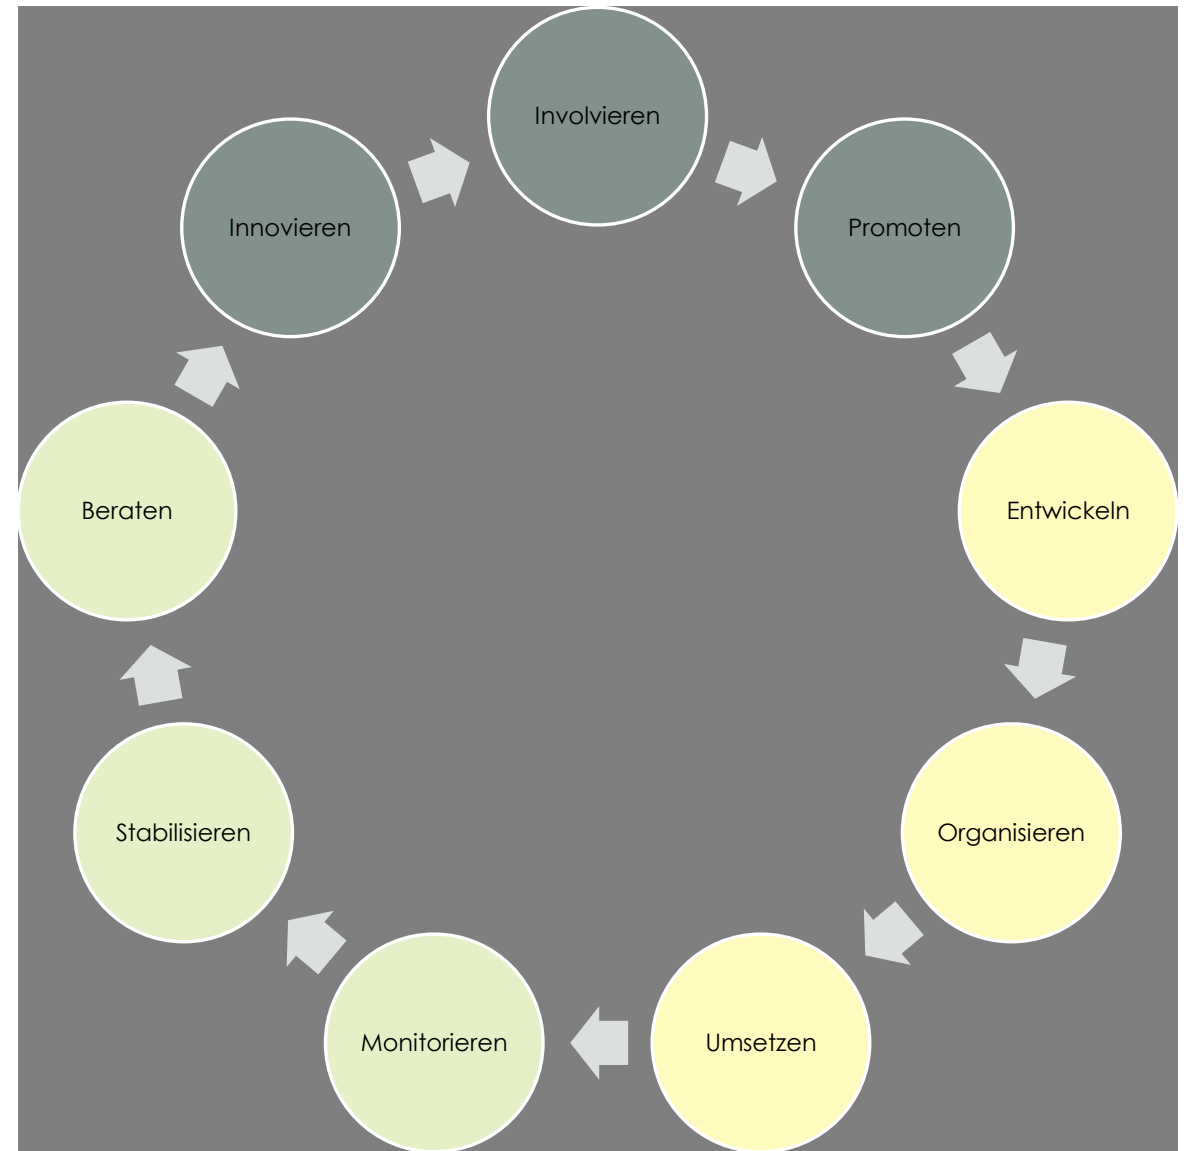 Involvieren
Promoten
Entwickeln
Organisieren
Umsetzen
Monitorieren
Stabilisieren
Beraten
Innovieren